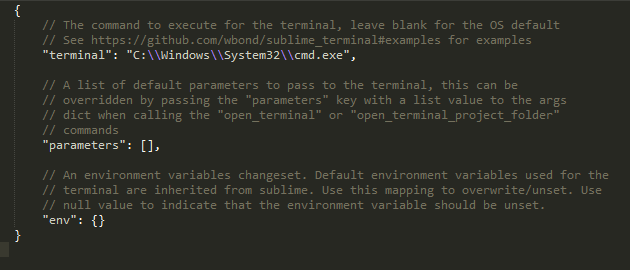 {
// The command to execute for the terminal, leave blank for the OS default
// See https://github.com/wbond/sublime_terminal#examples for examples
"terminal": "C:\\Windows\\System32\\cmd.exe",
// A list of default parameters to pass to the terminal, this can be
// overridden by passing the "parameters" key with a list value to the args
// dict when calling the "open_terminal" or "open_terminal_project_folder"
// commands
"parameters": [],
// An environment variables changeset. Default environment variables used for the
// terminal are inherited from sublime. Use this mapping to overwrite/unset. Use
// null value to indicate that the environment variable should be unset.
"env": {}
}